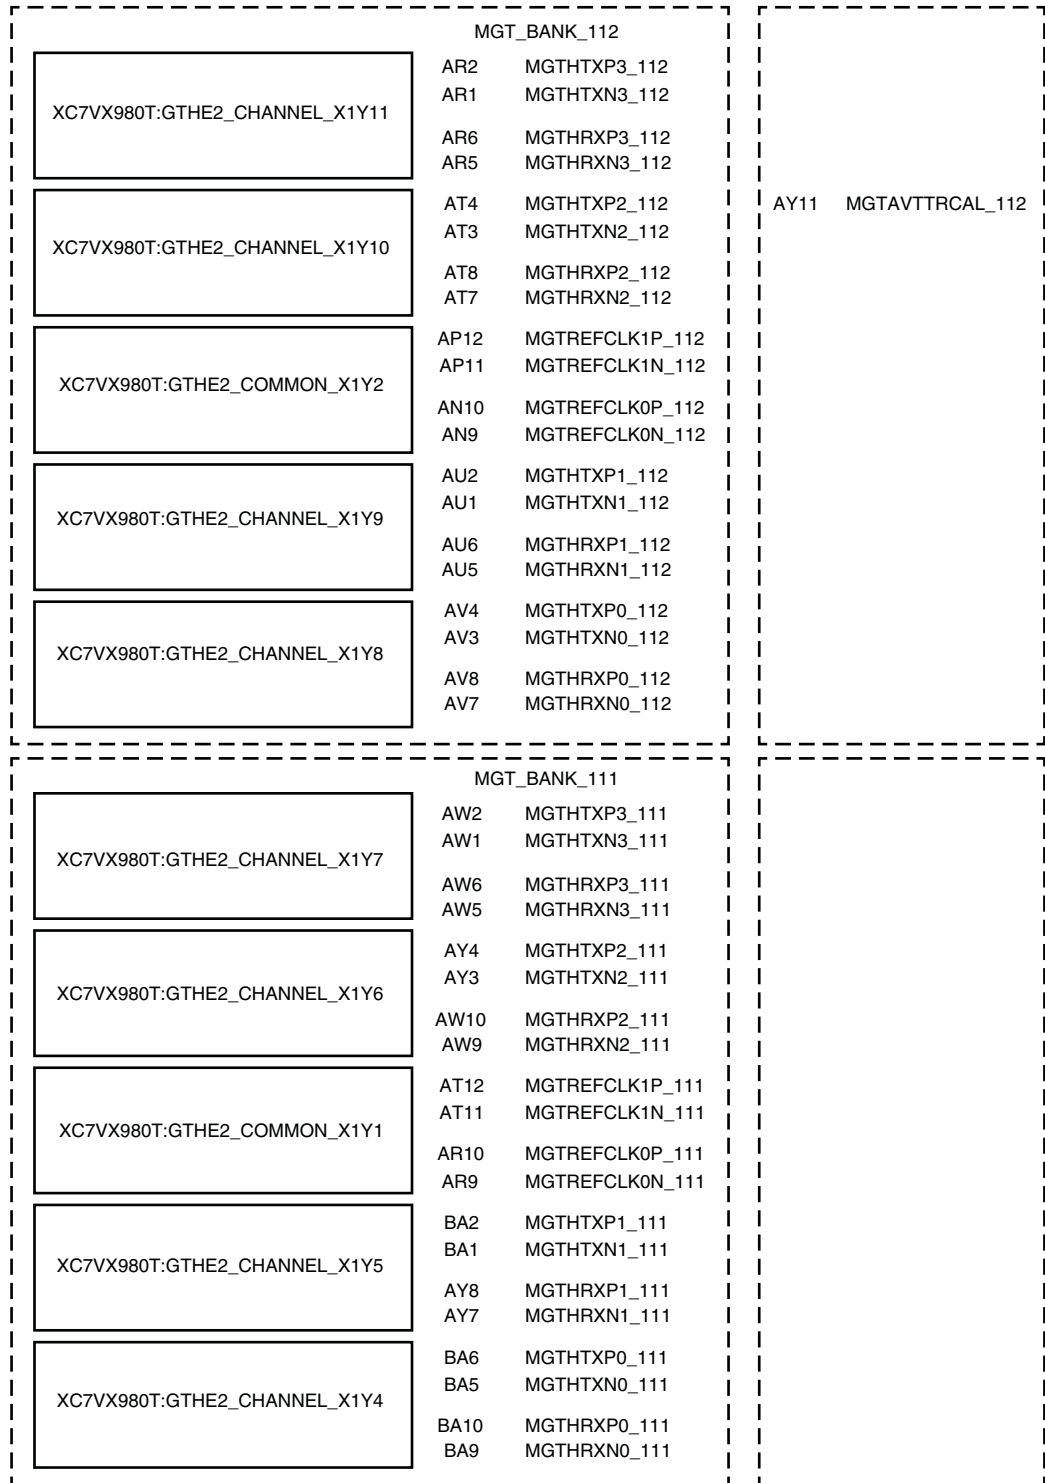 MGT_BANK_112
XC7VX980T:GTHE2_CHANNEL_X1Y11
AR2 MGTHTXP3_112
AR1 MGTHTXN3_112
AR6 MGTHRXP3_112
AR5 MGTHRXN3_112
XC7VX980T:GTHE2_CHANNEL_X1Y10
AT4 MGTHTXP2_112
AT3 MGTHTXN2_112
AT8 MGTHRXP2_112
AT7 MGTHRXN2_112
XC7VX980T:GTHE2_COMMON_X1Y2
AP12 MGTREFCLK1P_112
AP11 MGTREFCLK1N_112
AN10 MGTREFCLK0P_112
AN9 MGTREFCLK0N_112
XC7VX980T:GTHE2_CHANNEL_X1Y9
AU2 MGTHTXP1_112
AU1 MGTHTXN1_112
AU6 MGTHRXP1_112
AU5 MGTHRXN1_112
XC7VX980T:GTHE2_CHANNEL_X1Y8
AV4 MGTHTXP0_112
AV3 MGTHTXN0_112
AV8 MGTHRXP0_112
AV7 MGTHRXN0_112
AY11 MGTAVTTRCAL_112
MGT_BANK_111
XC7VX980T:GTHE2_CHANNEL_X1Y7
AW2 MGTHTXP3_111
AW1 MGTHTXN3_111
AW6 MGTHRXP3_111
AW5 MGTHRXN3_111
XC7VX980T:GTHE2_CHANNEL_X1Y6
AY4 MGTHTXP2_111
AY3 MGTHTXN2_111
AW10 MGTHRXP2_111
AW9 MGTHRXN2_111
XC7VX980T:GTHE2_COMMON_X1Y1
AT12 MGTREFCLK1P_111
AT11 MGTREFCLK1N_111
AR10 MGTREFCLK0P_111
AR9 MGTREFCLK0N_111
XC7VX980T:GTHE2_CHANNEL_X1Y5
BA2 MGTHTXP1_111
BA1 MGTHTXN1_111
AY8 MGTHRXP1_111
AY7 MGTHRXN1_111
XC7VX980T:GTHE2_CHANNEL_X1Y4
BA6 MGTHTXP0_111
BA5 MGTHTXN0_111
BA10 MGTHRXP0_111
BA9 MGTHRXN0_111